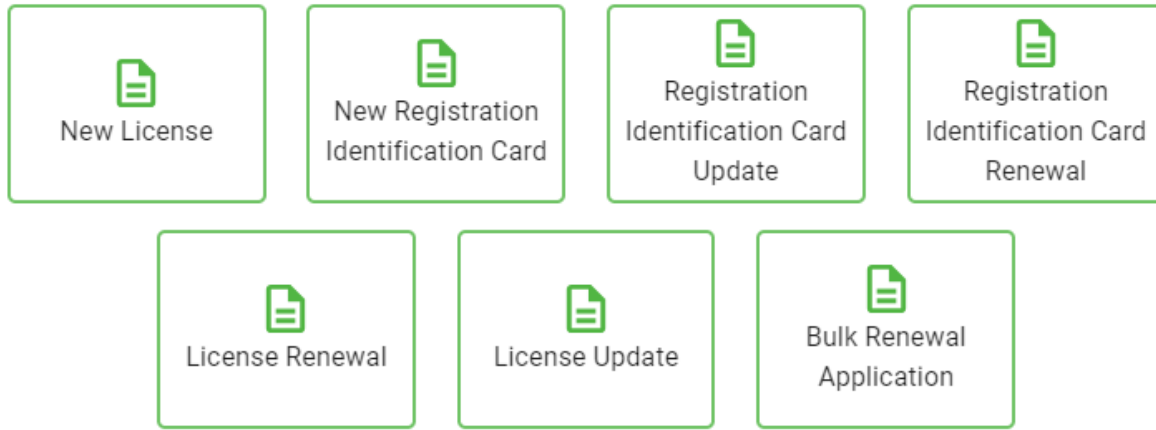 New License
New Registration
Identification Card
Registration
Identification Card
Update
Registration
Identification Card
Renewal
License Renewal
License Update
Bulk Renewal
Application